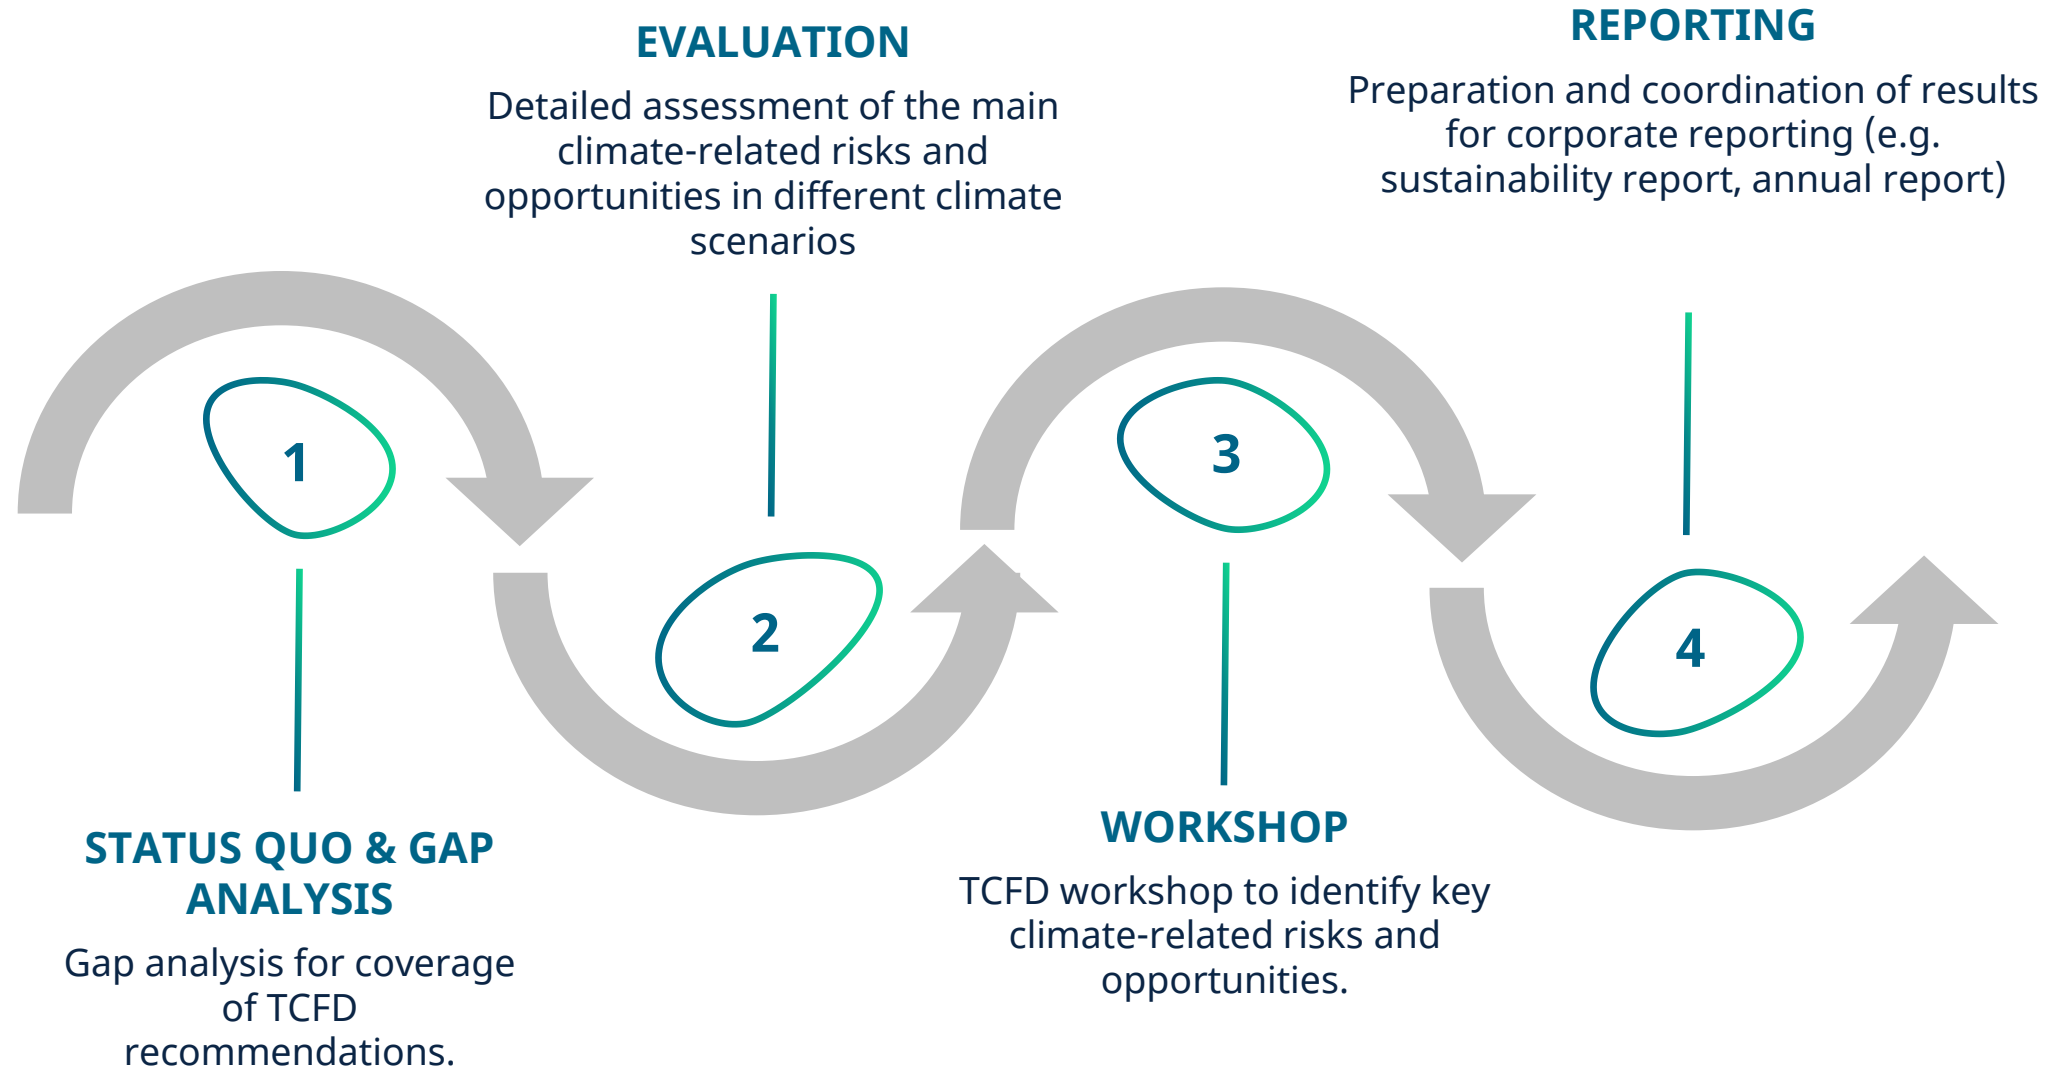 1
STATUS QUO & GAP
ANALYSIS
Gap analysis for coverage
of TCFD
recommendations.
EVALUATION
Detailed assessment of the main
climate-related risks and
opportunities in different climate
scenarios
2
3
WORKSHOP
TCFD workshop to identify key
climate-related risks and
opportunities.
REPORTING
Preparation and coordination of results
for corporate reporting (e.g.
sustainability report, annual report)
4